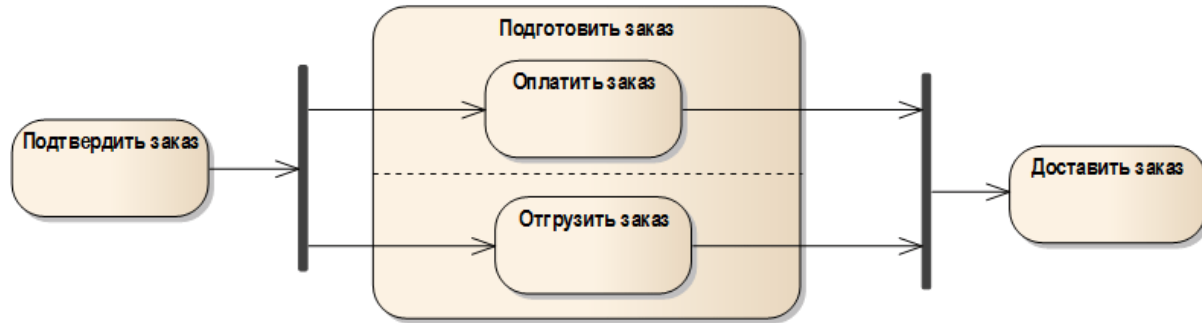 Подготовить заказ
Оплатить заказ
Подтвердить заказ
Доставить заказ
Отгрузить заказ